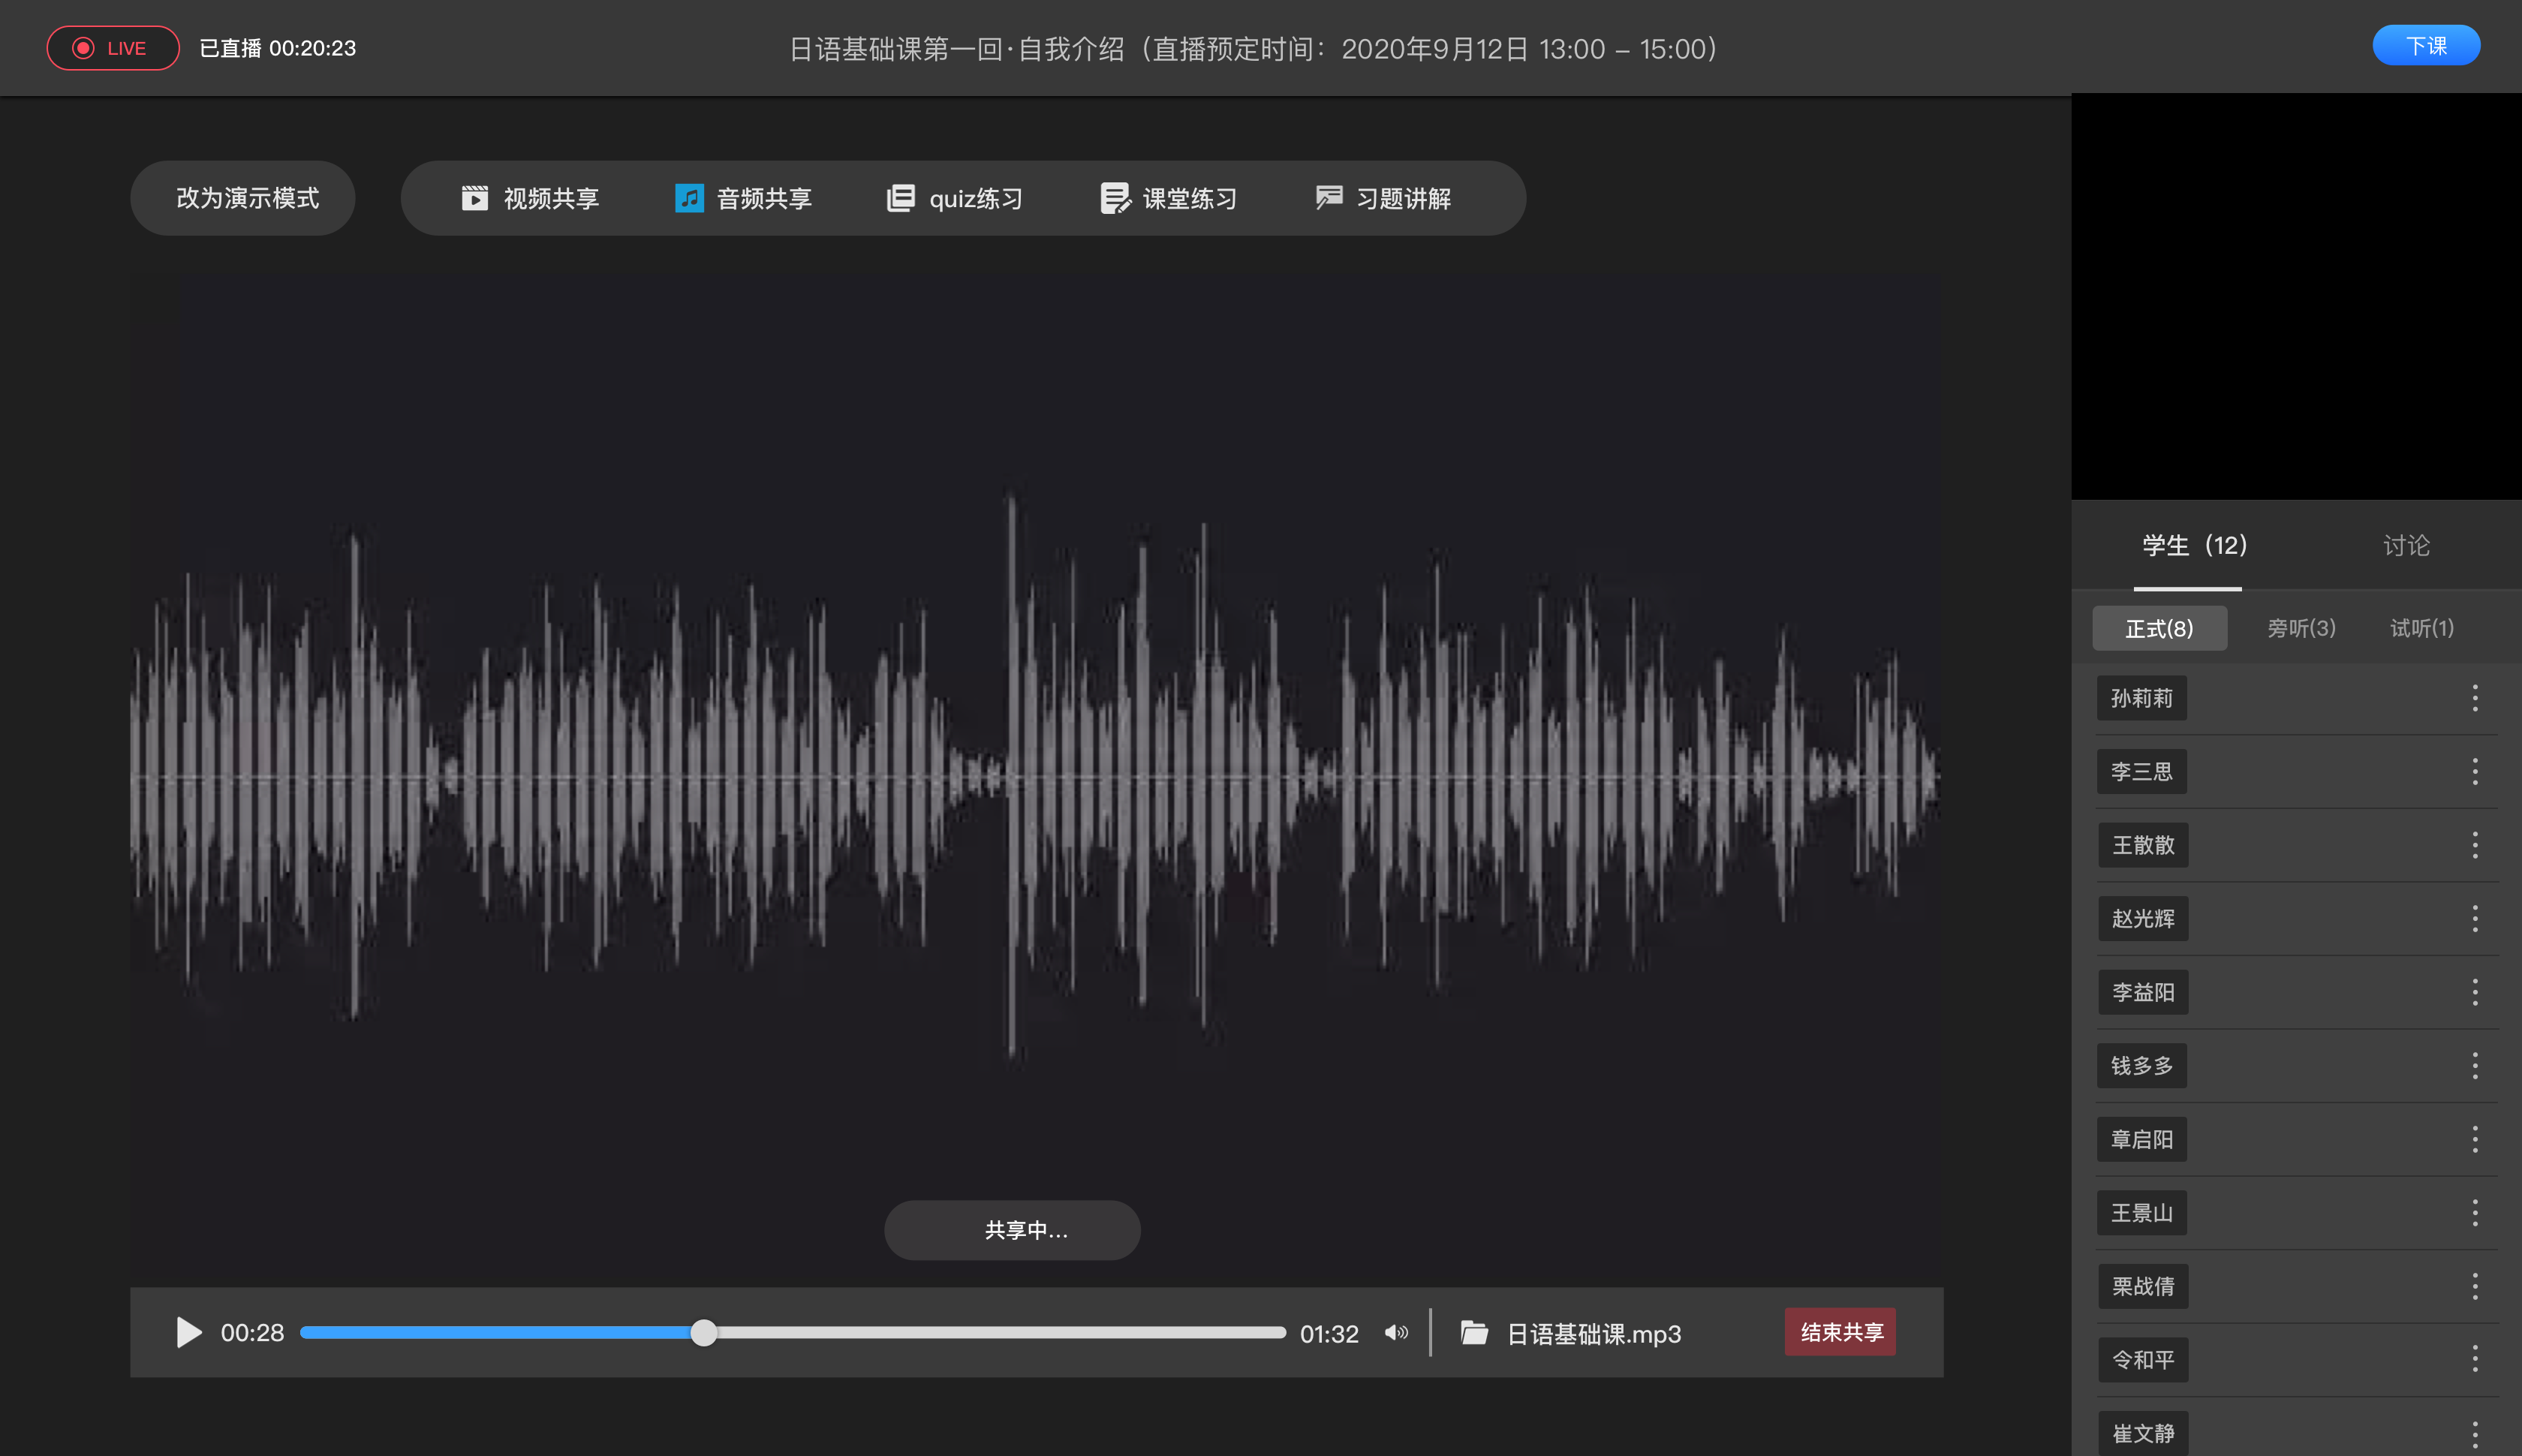 LIVE 已直播 00:20:23
日语基础课第一回·自我介绍（直播预定时间：2020年9月12日 13:00 – 15:00）
下课
改为演示模式
视频共享 音频共享 quiz练习 课堂练习 习题讲解
共享中...
00:28 01:32 日语基础课.mp3 结束共享
学生（12） 讨论
正式(8) 旁听(3) 试听(1)
孙莉莉
李三思
王散散
赵光辉
李益阳
钱多多
章启阳
王景山
栗战倩
令和平
崔文静